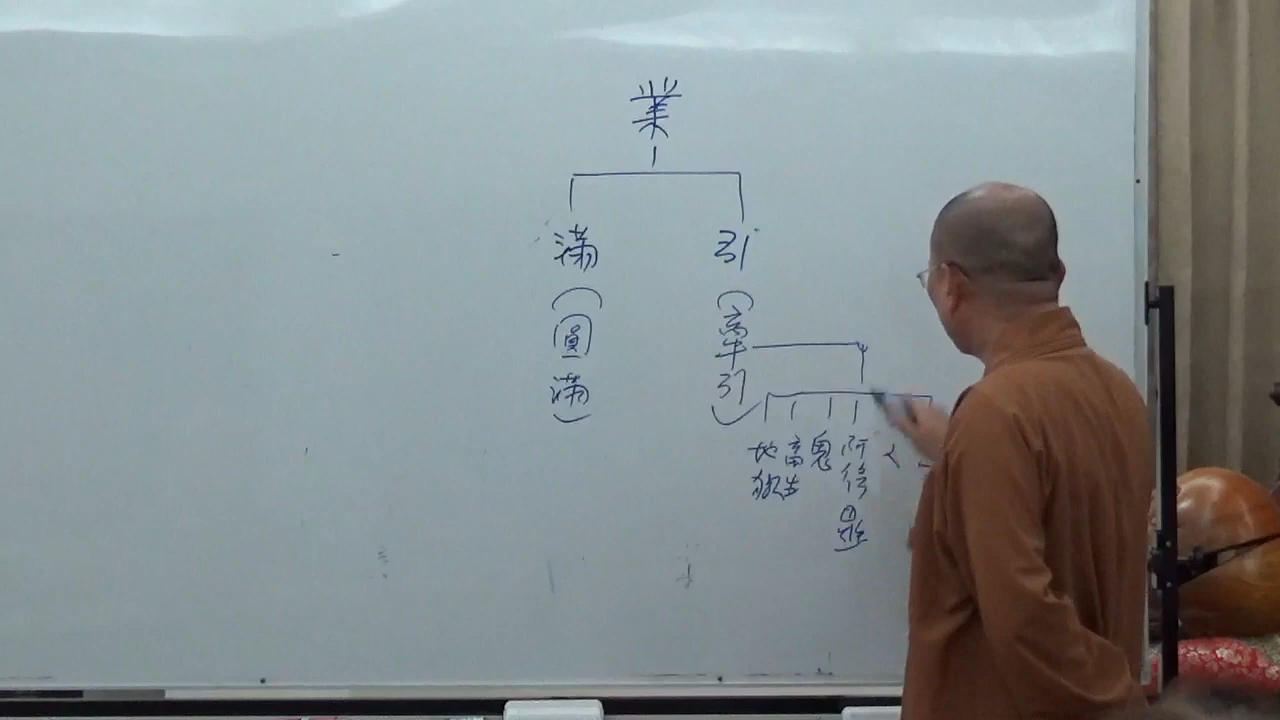 業
滿
(圓滿)
引
(牽引)
地獄
畜生
鬼
阿修羅
人